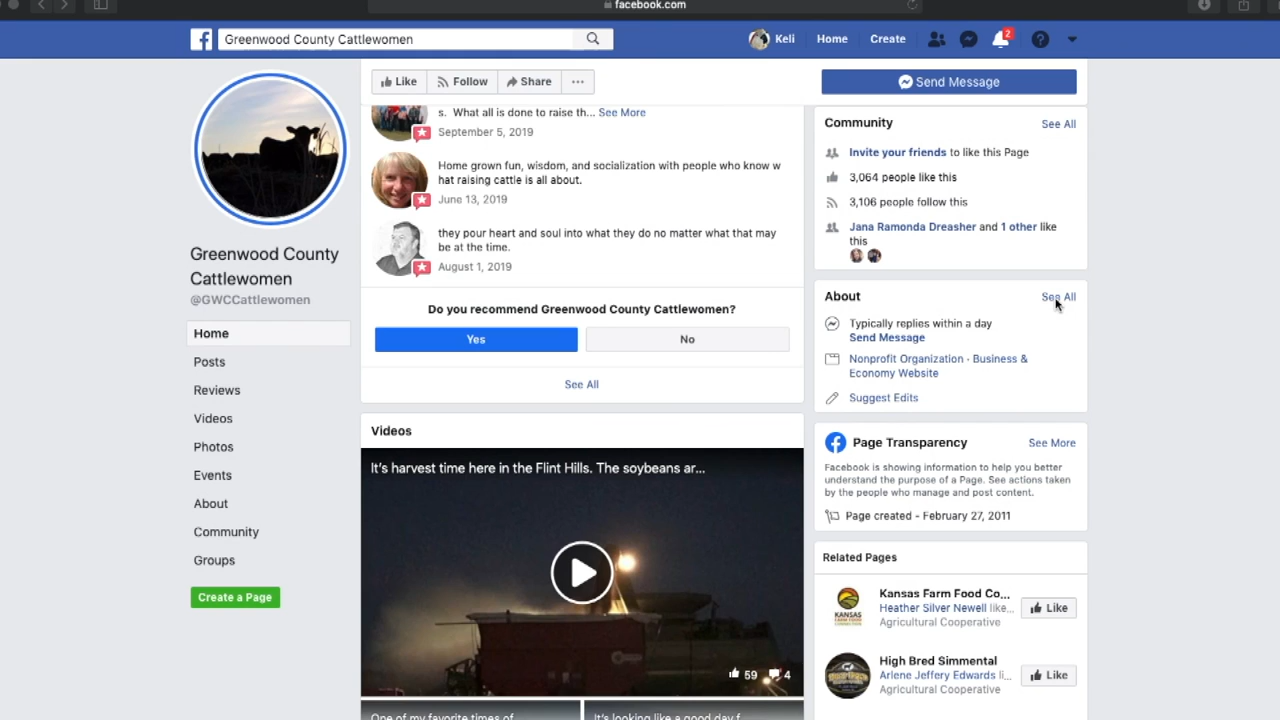 facebook.com
Greenwood County Cattlewomen
Keli
Home
Create
2
Greenwood County
Cattlewomen
@GWCCattlewomen
Home
Posts
Reviews
Videos
Photos
Events
About
Community
Groups
Create a Page
Like
Follow
Share
Send Message
s. What all is done to raise th... See More
September 5, 2019
Home grown fun, wisdom, and socialization with people who know w
hat raising cattle is all about.
June 13, 2019
they pour heart and soul into what they do no matter what that may
be at the time.
August 1, 2019
Do you recommend Greenwood County Cattlewomen?
Yes
No
See All
Videos
It's harvest time here in the Flint Hills. The soybeans ar...
59
4
One of my favorite times of
It's looking like a good day f
Community
See All
Invite your friends to like this Page
3,064 people like this
3,106 people follow this
Jana Ramonda Dreasher and 1 other like
this
About
See All
Typically replies within a day
Send Message
Nonprofit Organization · Business &
Economy Website
Suggest Edits
Page Transparency
See More
Facebook is showing information to help you better
understand the purpose of a Page. See actions taken
by the people who manage and post content.
Page created - February 27, 2011
Related Pages
Kansas Farm Food Co...
Heather Silver Newell like...
Agricultural Cooperative
Like
High Bred Simmental
Arlene Jeffery Edwards li...
Agricultural Cooperative
Like
KANSAS